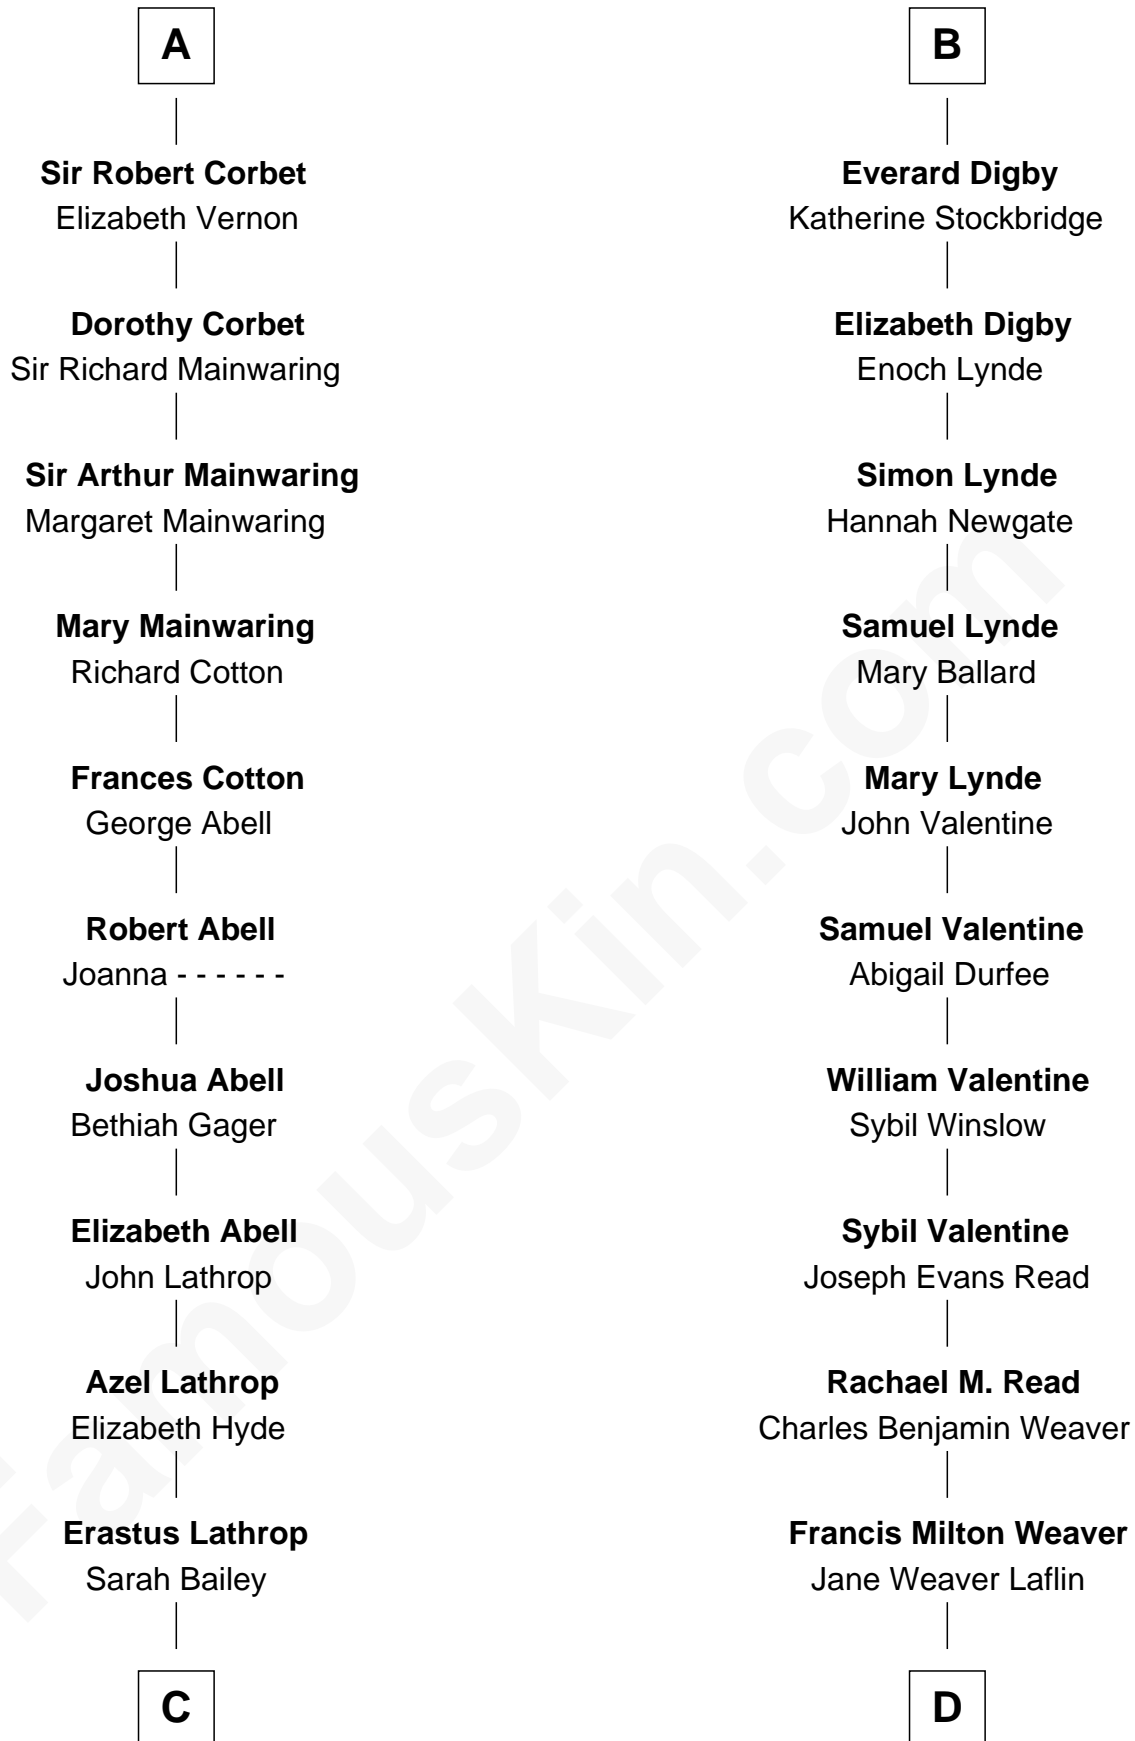 A
Sir Robert Corbet
Elizabeth Vernon
Dorothy Corbet
Sir Richard Mainwaring
Sir Arthur Mainwaring
Margaret Mainwaring
Mary Mainwaring
Richard Cotton
Frances Cotton
George Abell
Robert Abell
Joanna - - - - - -
Joshua Abell
Bethiah Gager
Elizabeth Abell
John Lathrop
Azel Lathrop
Elizabeth Hyde
Erastus Lathrop
Sarah Bailey
C
B
Everard Digby
Katherine Stockbridge
Elizabeth Digby
Enoch Lynde
Simon Lynde
Hannah Newgate
Samuel Lynde
Mary Ballard
Mary Lynde
John Valentine
Samuel Valentine
Abigail Durfee
William Valentine
Sybil Winslow
Sybil Valentine
Joseph Evans Read
Rachael M. Read
Charles Benjamin Weaver
Francis Milton Weaver
Jane Weaver Laflin
D
FamousKin.com